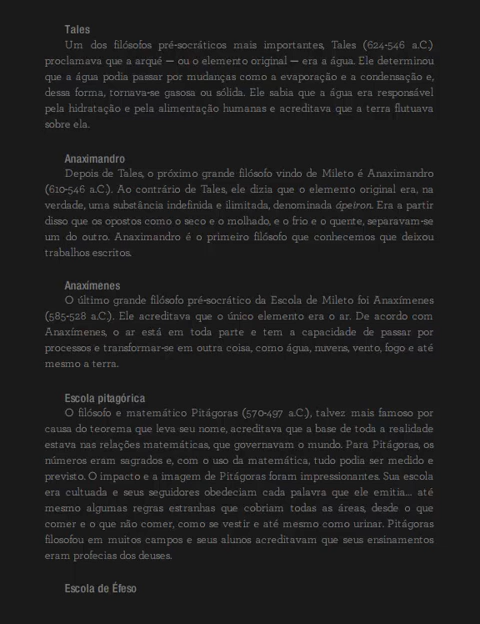 Tales
Um dos filósofos pré-socráticos mais importantes, Tales (624-546 a.C.)
proclamava que a arqué — ou o elemento original — era a água. Ele determinou
que a água podia passar por mudanças como a evaporação e a condensação e,
dessa forma, tornava-se gasosa ou sólida. Ele sabia que a água era responsável
pela hidratação e pela alimentação humanas e acreditava que a terra flutuava
sobre ela.
Anaximandro
Depois de Tales, o próximo grande filósofo vindo de Mileto é Anaximandro
(610-546 a.C.). Ao contrário de Tales, ele dizia que o elemento original era, na
verdade, uma substância indefinida e ilimitada, denominada ápeiron. Era a partir
disso que os opostos como o seco e o molhado, e o frio e o quente, separavam-se
um do outro. Anaximandro é o primeiro filósofo que conhecemos que deixou
trabalhos escritos.
Anaxímenes
O último grande filósofo pré-socrático da Escola de Mileto foi Anaxímenes
(585-528 a.C.). Ele acreditava que o único elemento era o ar. De acordo com
Anaxímenes, o ar está em toda parte e tem a capacidade de passar por
processos e transformar-se em outra coisa, como água, nuvens, vento, fogo e até
mesmo a terra.
Escola pitagórica
O filósofo e matemático Pitágoras (570-497 a.C.), talvez mais famoso por
causa do teorema que leva seu nome, acreditava que a base de toda a realidade
estava nas relações matemáticas, que governavam o mundo. Para Pitágoras, os
números eram sagrados e, com o uso da matemática, tudo podia ser medido e
previsto. O impacto e a imagem de Pitágoras foram impressionantes. Sua escola
era cultuada e seus seguidores obedeciam cada palavra que ele emitia... até
mesmo algumas regras estranhas que cobriam todas as áreas, desde o que
comer e o que não comer, como se vestir e até mesmo como urinar. Pitágoras
filosofou em muitos campos e seus alunos acreditavam que seus ensinamentos
eram profecias dos deuses.
Escola de Éfeso